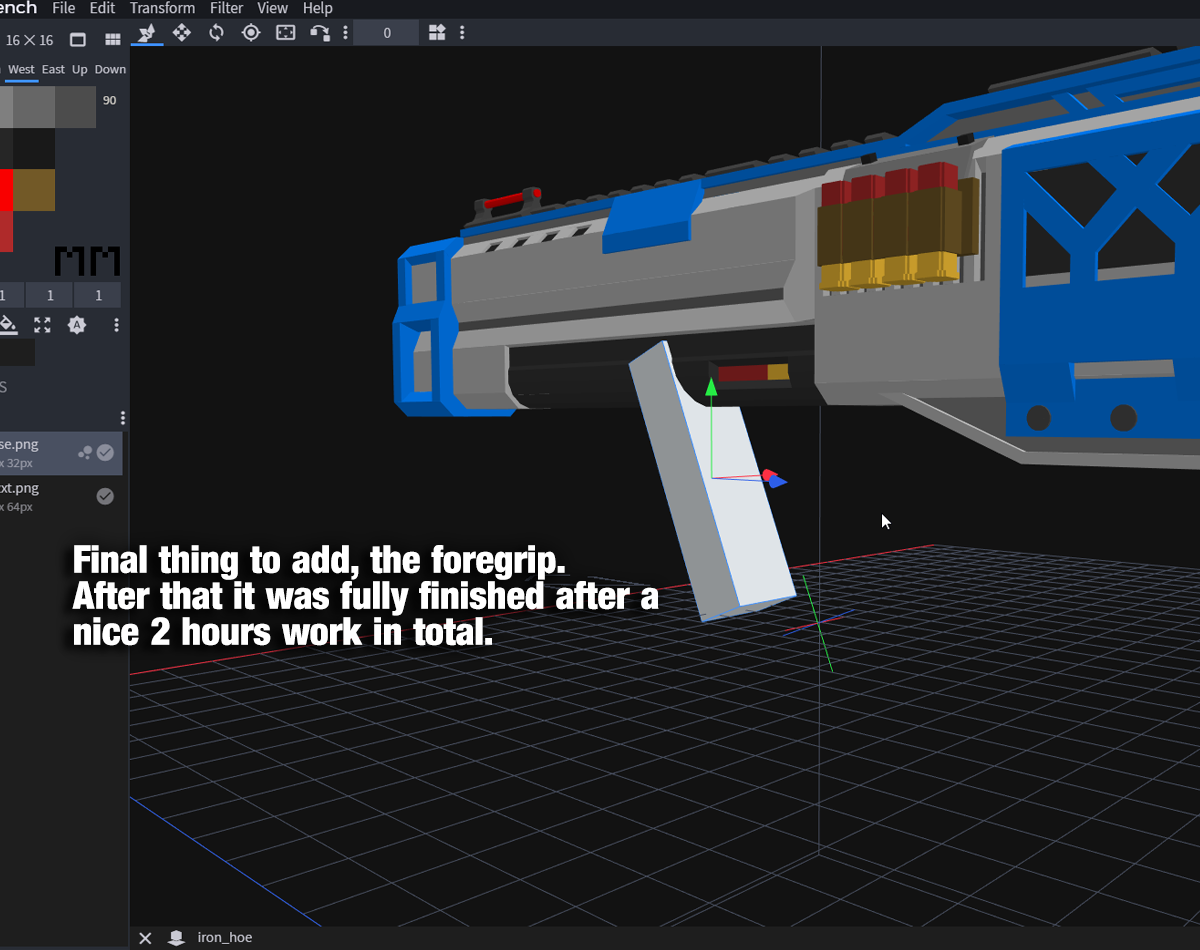 ench File Edit Transform Filter View Help
16 × 16
0
West East Up Down
90
1 1 1
S
se.png
x 32px
xt.png
x 64px
Final thing to add, the foregrip.
After that it was fully finished after a
nice 2 hours work in total.
iron_hoe